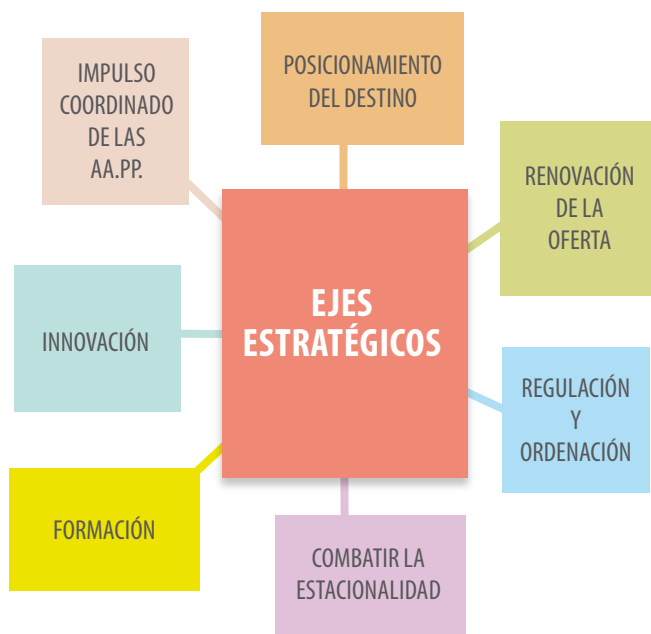 IMPULSO
COORDINADO
DE LAS
AA.PP.
POSICIONAMIENTO
DEL DESTINO
RENOVACIÓN
DE LA
OFERTA
EJES
ESTRATÉGICOS
INNOVACIÓN
REGULACIÓN
Y
ORDENACIÓN
FORMACIÓN
COMBATIR LA
ESTACIONALIDAD